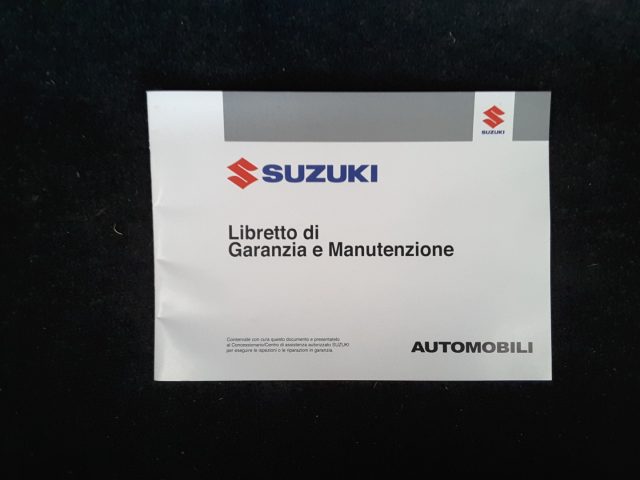 SUZUKI
SUZUKI
Libretto di
Garanzia e Manutenzione
Conservate con cura questo documento e presentatelo
al Concessionario/Centro di assistenza autorizzato SUZUKI
per eseguire le ispezioni o le riparazioni in garanzia.
AUTOMOBILI